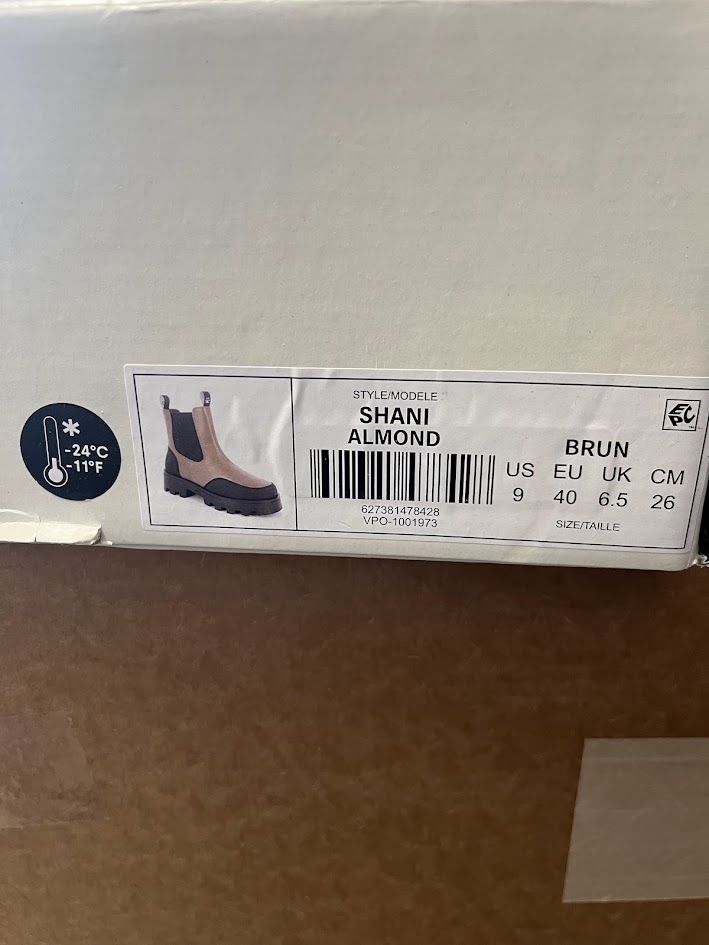 -24°C
-11°F
STYLE/MODELE
SHANI
ALMOND
627381478428
VPO-1001973
BRUN
US EU UK CM
9 40 6.5 26
SIZE/TAILLE